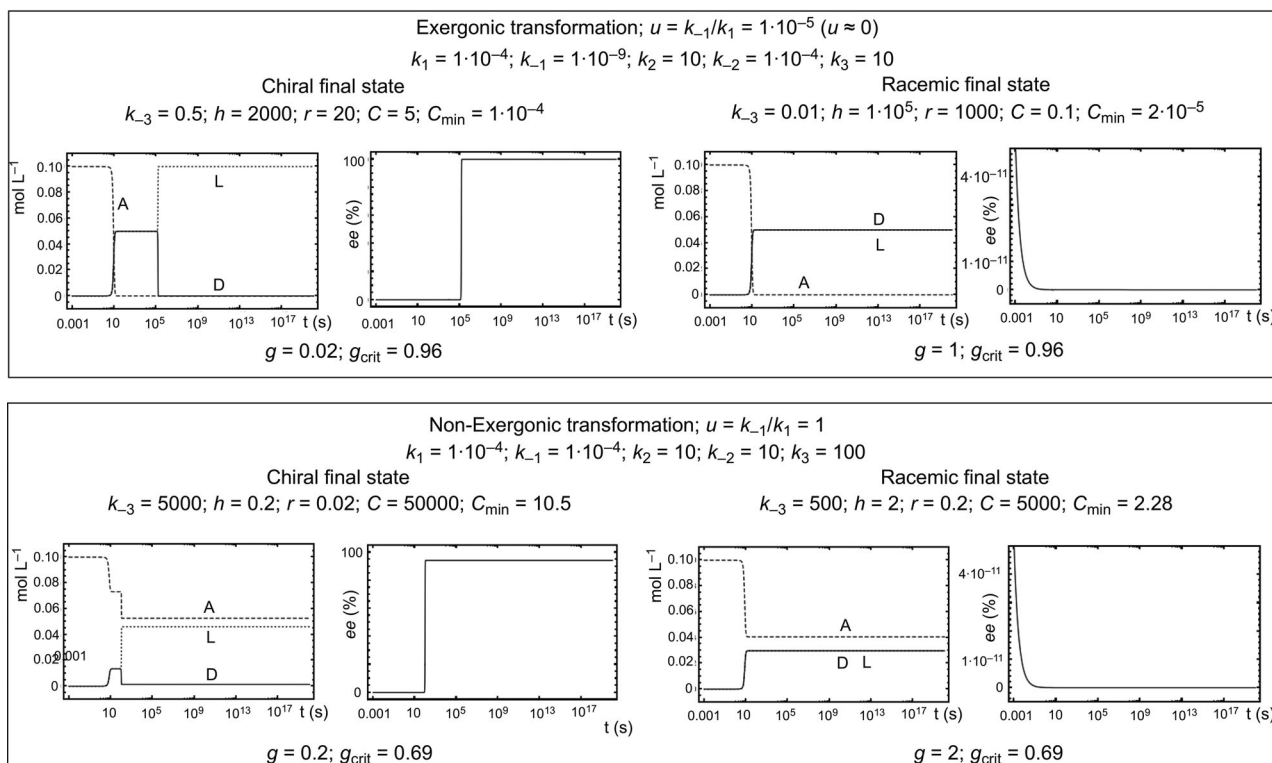 Exergonic transformation; u = k₋₁/k₁ = 1·10⁻⁵ (u ≈ 0)
k₁ = 1·10⁻⁴; k₋₁ = 1·10⁻⁹; k₂ = 10; k₋₂ = 1·10⁻⁴; k₃ = 10
Chiral final state
k₋₃ = 0.5; h = 2000; r = 20; C = 5; C_min = 1·10⁻⁴
mol L⁻¹
0.10
0.08
0.06
0.04
0.02
0
A
L
D
0.001 10 10⁵ 10⁹ 10¹³ 10¹⁷ t (s)
ee (%)
100
0
0.001 10 10⁵ 10⁹ 10¹³ 10¹⁷ t (s)
g = 0.02; g_crit = 0.96
Racemic final state
k₋₃ = 0.01; h = 1·10⁵; r = 1000; C = 0.1; C_min = 2·10⁻⁵
mol L⁻¹
0.10
0.08
0.06
0.04
0.02
0
D
L
A
0.001 10 10⁵ 10⁹ 10¹³ 10¹⁷ t (s)
ee (%)
4·10⁻¹¹
1·10⁻¹¹
0
0.001 10 10⁵ 10⁹ 10¹³ 10¹⁷ t (s)
g = 1; g_crit = 0.96
Non-Exergonic transformation; u = k₋₁/k₁ = 1
k₁ = 1·10⁻⁴; k₋₁ = 1·10⁻⁴; k₂ = 10; k₋₂ = 10; k₃ = 100
Chiral final state
k₋₃ = 5000; h = 0.2; r = 0.02; C = 50000; C_min = 10.5
mol L⁻¹
0.10
0.08
0.06
0.04
0.02
0.001
0
A
L
D
10 10⁵ 10⁹ 10¹³ 10¹⁷ t (s)
ee (%)
100
0
0.001 10 10⁵ 10⁹ 10¹³ 10¹⁷ t (s)
g = 0.2; g_crit = 0.69
Racemic final state
k₋₃ = 500; h = 2; r = 0.2; C = 5000; C_min = 2.28
mol L⁻¹
0.10
0.08
0.06
0.04
0.02
0
A
D L
0.001 10 10⁵ 10⁹ 10¹³ 10¹⁷ t (s)
ee (%)
4·10⁻¹¹
1·10⁻¹¹
0
0.001 10 10⁵ 10⁹ 10¹³ 10¹⁷ t (s)
g = 2; g_crit = 0.69